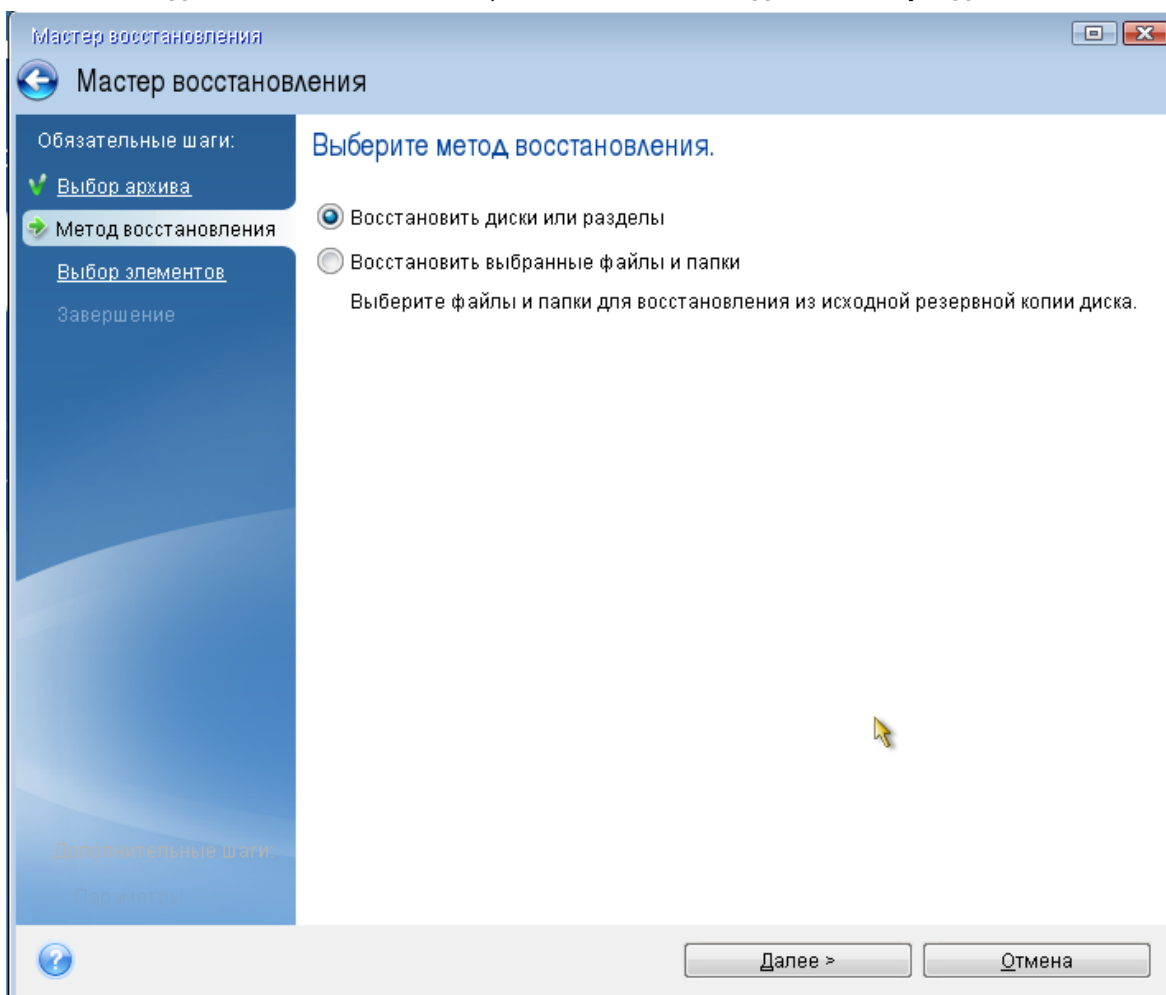 Мастер восстановления
Мастер восстановления
Обязательные шаги:
Выбор архива
Метод восстановления
Выбор элементов
Завершение
Выберите метод восстановления.
Восстановить диски или разделы
Восстановить выбранные файлы и папки
Выберите файлы и папки для восстановления из исходной резервной копии диска.
Дополнительные шаги:
Параметры
Далее >
Отмена